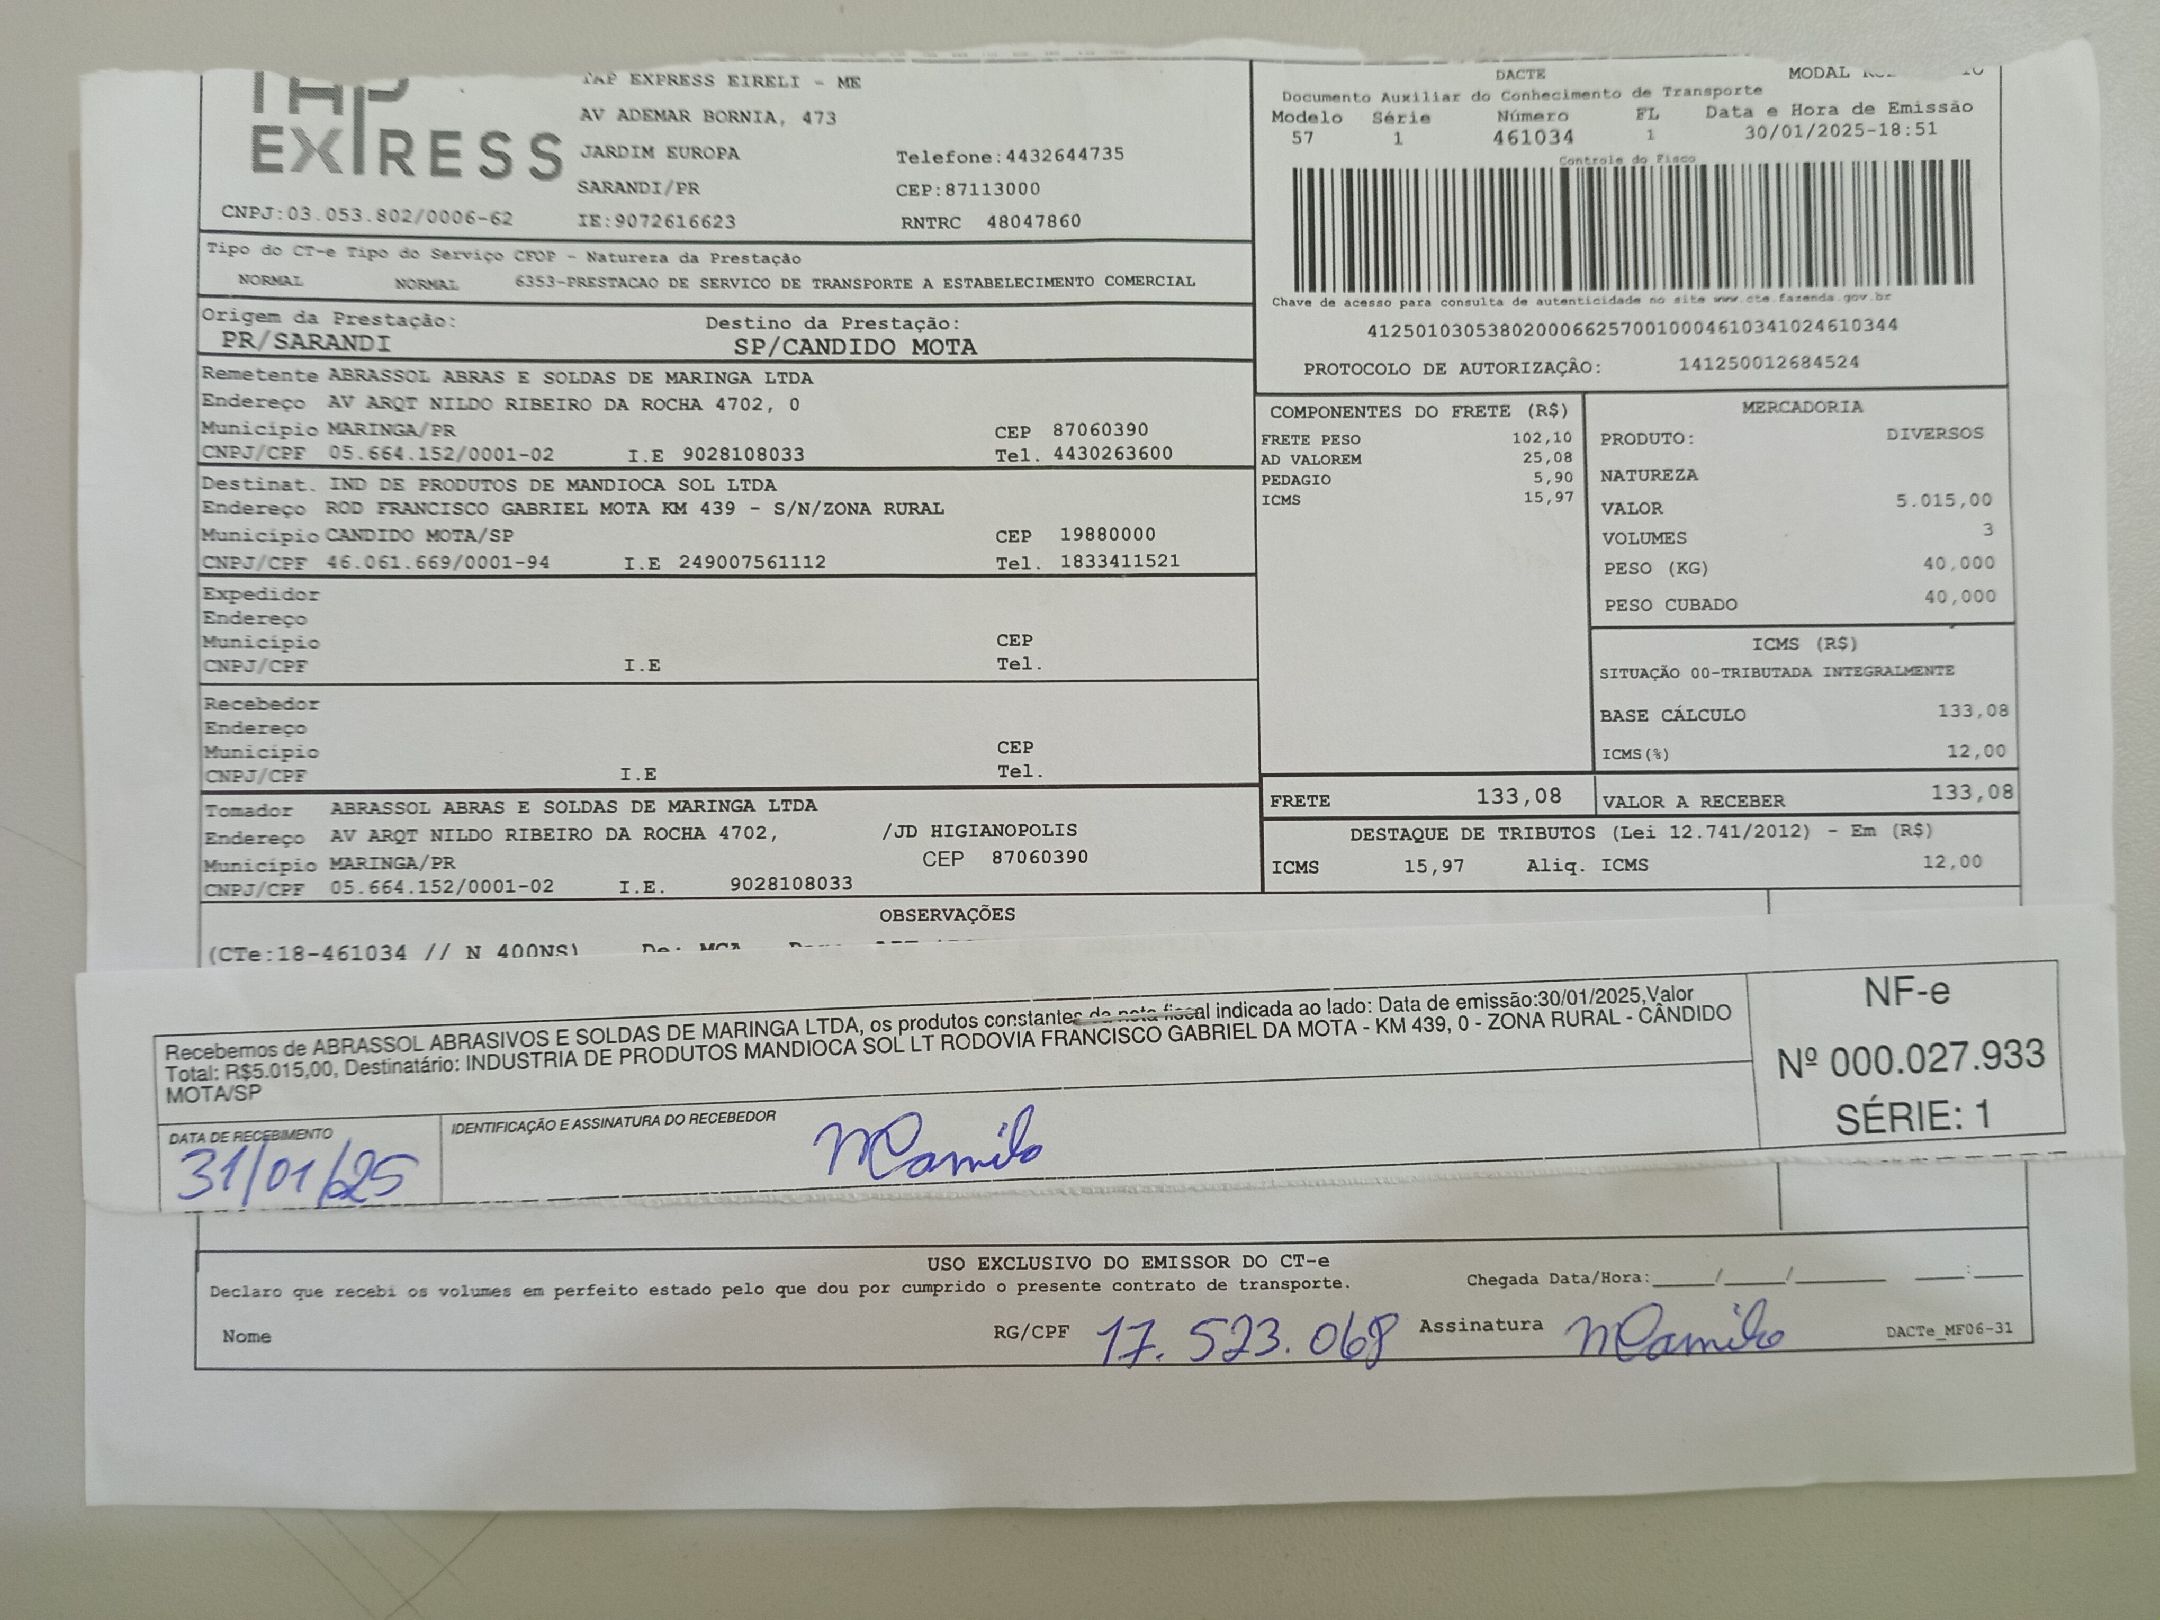 TAP EXPRESS
TAP EXPRESS EIRELI - ME
AV ADEMAR BORNIA, 473
JARDIM EUROPA Telefone:4432644735
SARANDI/PR CEP:87113000
CNPJ:03.053.802/0006-62 IE:9072616623 RNTRC 48047860
DACTE MODAL
Documento Auxiliar do Conhecimento de Transporte
Modelo Série Número FL Data e Hora de Emissão
57 1 461034 1 30/01/2025-18:51
Controle do Fisco
Chave de acesso para consulta de autenticidade no site www.cte.fazenda.gov.br
41250103053802000662570010004610341024610344
PROTOCOLO DE AUTORIZAÇÃO: 141250012684524
Tipo do CT-e Tipo do Serviço CFOP - Natureza da Prestação
NORMAL NORMAL 6353-PRESTACAO DE SERVICO DE TRANSPORTE A ESTABELECIMENTO COMERCIAL
Origem da Prestação: Destino da Prestação:
PR/SARANDI SP/CANDIDO MOTA
Remetente ABRASSOL ABRAS E SOLDAS DE MARINGA LTDA
Endereço AV ARQT NILDO RIBEIRO DA ROCHA 4702, 0
Município MARINGA/PR CEP 87060390
CNPJ/CPF 05.664.152/0001-02 I.E 9028108033 Tel. 4430263600
Destinat. IND DE PRODUTOS DE MANDIOCA SOL LTDA
Endereço ROD FRANCISCO GABRIEL MOTA KM 439 - S/N/ZONA RURAL
Município CANDIDO MOTA/SP CEP 19880000
CNPJ/CPF 46.061.669/0001-94 I.E 249007561112 Tel. 1833411521
Expedidor
Endereço
Município CEP
CNPJ/CPF I.E Tel.
Recebedor
Endereço
Município CEP
CNPJ/CPF I.E Tel.
Tomador ABRASSOL ABRAS E SOLDAS DE MARINGA LTDA
Endereço AV ARQT NILDO RIBEIRO DA ROCHA 4702, /JD HIGIANOPOLIS
Município MARINGA/PR CEP 87060390
CNPJ/CPF 05.664.152/0001-02 I.E. 9028108033
COMPONENTES DO FRETE (R$)
FRETE PESO 102,10
AD VALOREM 25,08
PEDAGIO 5,90
ICMS 15,97
MERCADORIA
PRODUTO: DIVERSOS
NATUREZA
VALOR 5.015,00
VOLUMES 3
PESO (KG) 40,000
PESO CUBADO 40,000
ICMS (R$)
SITUAÇÃO 00-TRIBUTADA INTEGRALMENTE
BASE CÁLCULO 133,08
ICMS(%) 12,00
FRETE 133,08 VALOR A RECEBER 133,08
DESTAQUE DE TRIBUTOS (Lei 12.741/2012) - Em (R$)
ICMS 15,97 Aliq. ICMS 12,00
OBSERVAÇÕES
(CTe:18-461034 // N 400NS) De: MGA
Recebemos de ABRASSOL ABRASIVOS E SOLDAS DE MARINGA LTDA, os produtos constantes da nota fiscal indicada ao lado: Data de emissão:30/01/2025,Valor
Total: R$5.015,00, Destinatário: INDUSTRIA DE PRODUTOS MANDIOCA SOL LT RODOVIA FRANCISCO GABRIEL DA MOTA - KM 439, 0 - ZONA RURAL - CÂNDIDO
MOTA/SP
NF-e
Nº 000.027.933
SÉRIE: 1
DATA DE RECEBIMENTO IDENTIFICAÇÃO E ASSINATURA DO RECEBEDOR
31/01/25 MCamilo
USO EXCLUSIVO DO EMISSOR DO CT-e
Declaro que recebi os volumes em perfeito estado pelo que dou por cumprido o presente contrato de transporte. Chegada Data/Hora:____/____/______ ____:____
Nome RG/CPF 17.523.068 Assinatura MCamilo DACTe_MF06-31